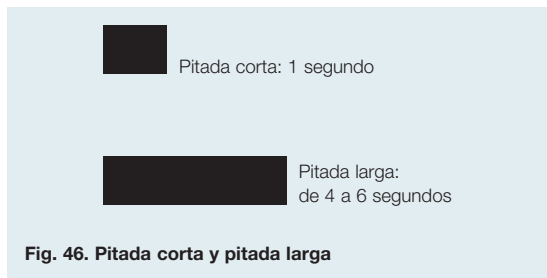 Pitada corta: 1 segundo
Pitada larga:
de 4 a 6 segundos
Fig. 46. Pitada corta y pitada larga